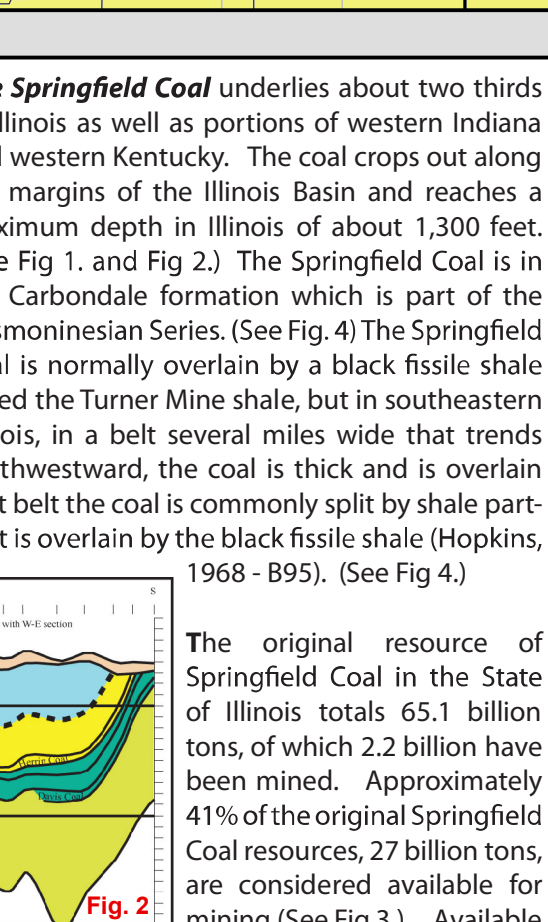 e Springfield Coal underlies about two thirds
llinois as well as portions of western Indiana
l western Kentucky. The coal crops out along
margins of the Illinois Basin and reaches a
ximum depth in Illinois of about 1,300 feet.
e Fig 1. and Fig 2.) The Springfield Coal is in
Carbondale formation which is part of the
smoninesian Series. (See Fig. 4) The Springfield
al is normally overlain by a black fissile shale
ed the Turner Mine shale, but in southeastern
ois, in a belt several miles wide that trends
thwestward, the coal is thick and is overlain
t belt the coal is commonly split by shale part-
t is overlain by the black fissile shale (Hopkins,
1968 - B95). (See Fig 4.)
S
with W-E section
Herrin Coal
Davis Coal
Fig. 2
The original resource of
Springfield Coal in the State
of Illinois totals 65.1 billion
tons, of which 2.2 billion have
been mined. Approximately
41% of the original Springfield
Coal resources, 27 billion tons,
are considered available for
mining (See Fig 3.) Available